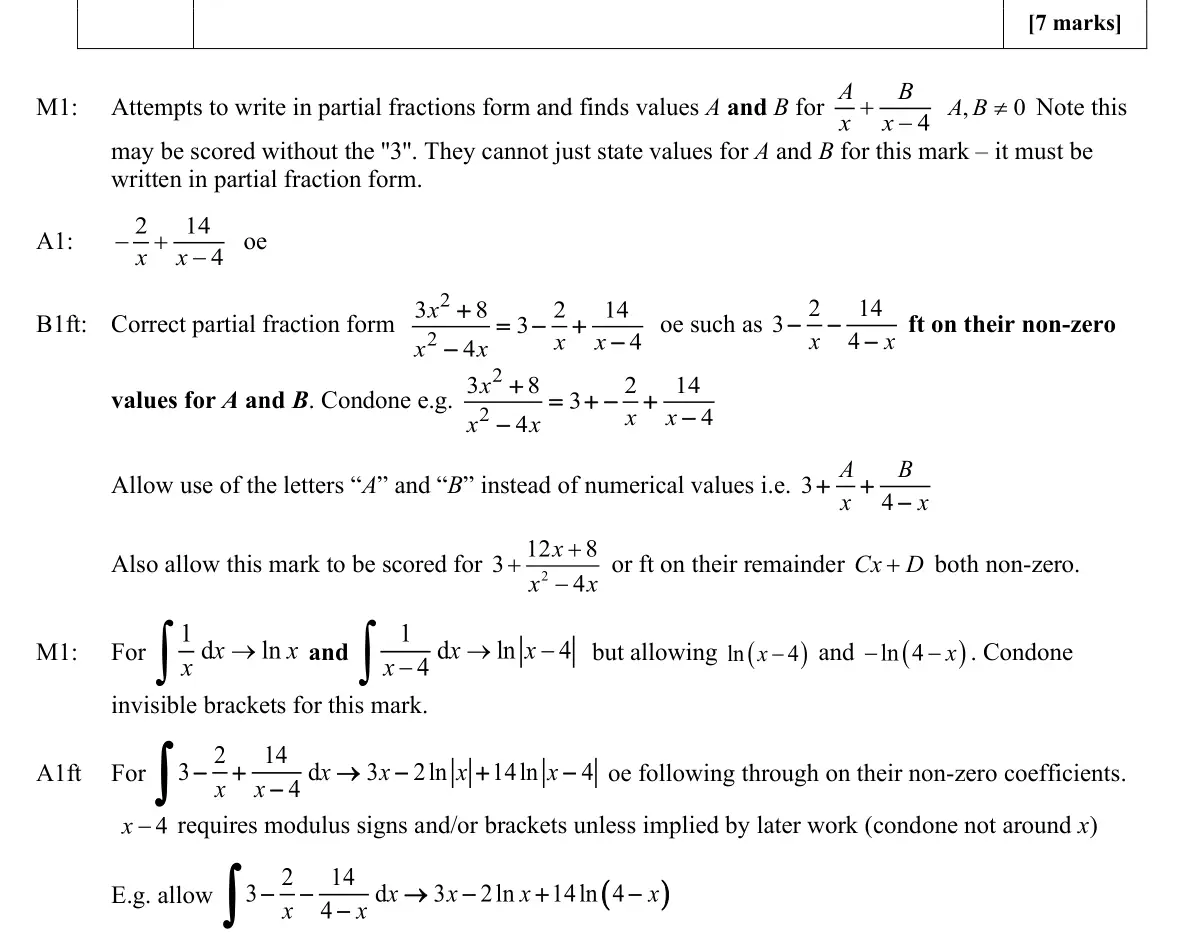 [7 marks]
M1: Attempts to write in partial fractions form and finds values A and B for A/x + B/(x − 4) A, B ≠ 0 Note this
may be scored without the "3". They cannot just state values for A and B for this mark – it must be
written in partial fraction form.
A1: −2/x + 14/(x − 4) oe
B1ft: Correct partial fraction form (3x² + 8)/(x² − 4x) = 3 − 2/x + 14/(x − 4) oe such as 3 − 2/x − 14/(4 − x) ft on their non-zero
values for A and B. Condone e.g. (3x² + 8)/(x² − 4x) = 3 + − 2/x + 14/(x − 4)
Allow use of the letters “A” and “B” instead of numerical values i.e. 3 + A/x + B/(4 − x)
Also allow this mark to be scored for 3 + (12x + 8)/(x² − 4x) or ft on their remainder Cx + D both non-zero.
M1: For ∫ 1/x dx → ln x and ∫ 1/(x − 4) dx → ln|x − 4| but allowing ln(x − 4) and −ln(4 − x). Condone
invisible brackets for this mark.
A1ft For ∫ 3 − 2/x + 14/(x − 4) dx → 3x − 2 ln|x| + 14 ln|x − 4| oe following through on their non-zero coefficients.
x − 4 requires modulus signs and/or brackets unless implied by later work (condone not around x)
E.g. allow ∫ 3 − 2/x − 14/(4 − x) dx → 3x − 2 ln x + 14 ln(4 − x)